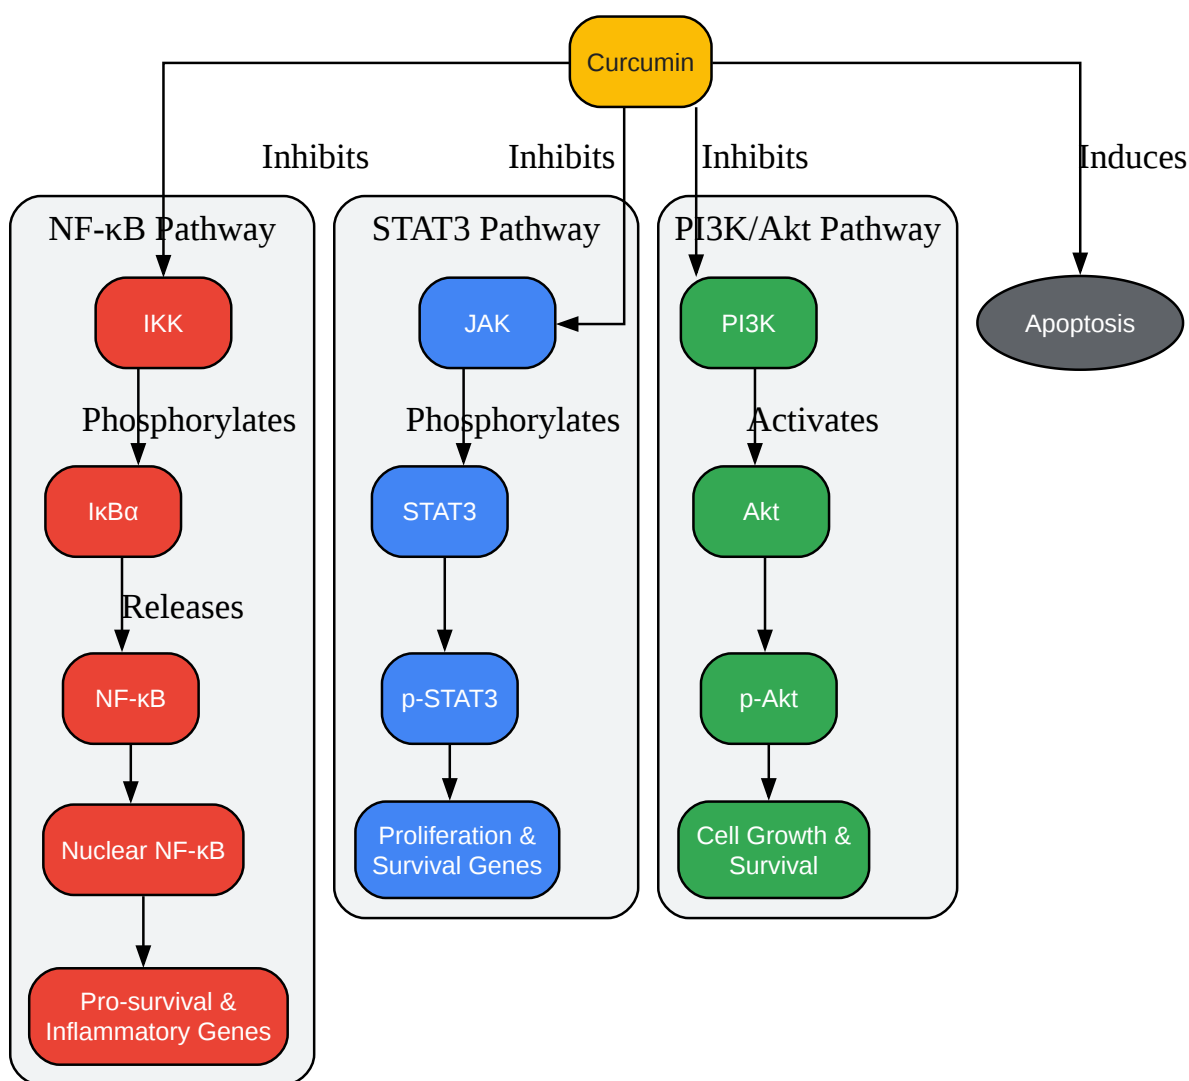 Curcumin
Inhibits
Inhibits
Inhibits
Induces
NF-κB Pathway
STAT3 Pathway
PI3K/Akt Pathway
IKK
JAK
PI3K
Apoptosis
Phosphorylates
Phosphorylates
Activates
IκBα
STAT3
Akt
Releases
NF-κB
p-STAT3
p-Akt
Nuclear NF-κB
Proliferation &
Survival Genes
Cell Growth &
Survival
Pro-survival &
Inflammatory Genes